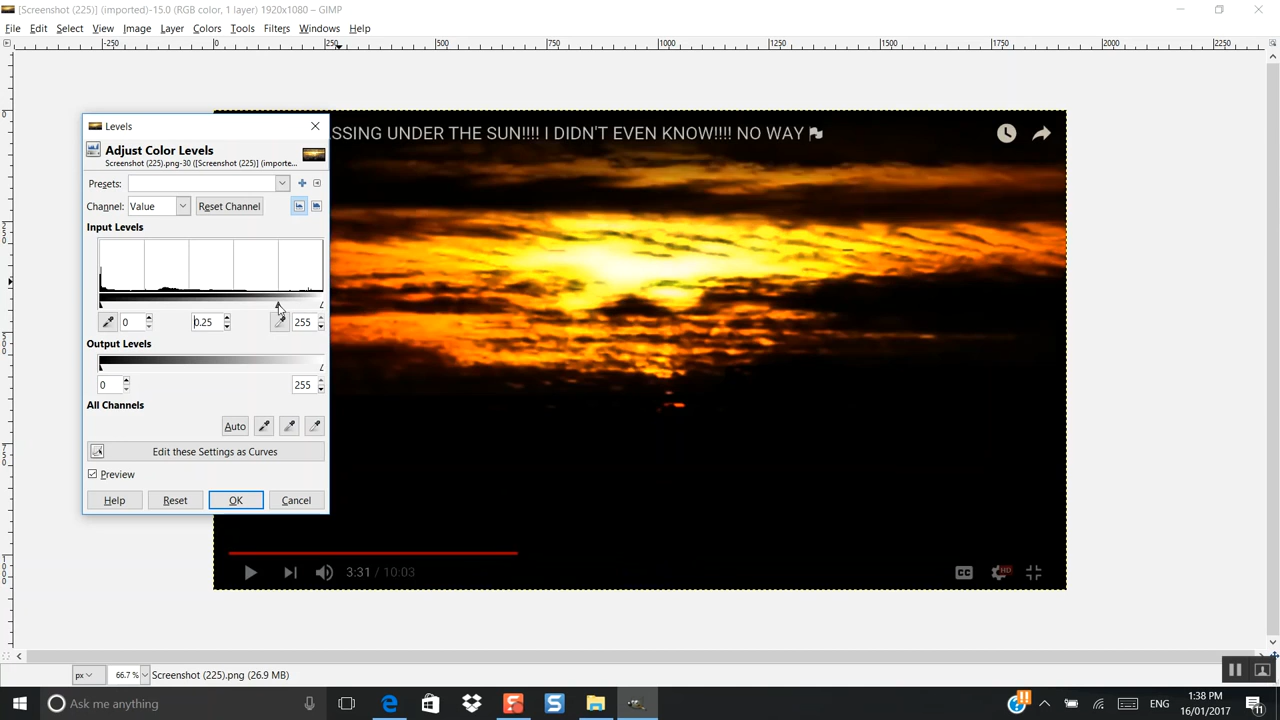 [Screenshot (225)] (imported)-15.0 (RGB color, 1 layer) 1920x1080 – GIMP
File Edit Select View Image Layer Colors Tools Filters Windows Help
-250 0 250 500 750 1000 1250 1500 1750 2000 2250
Levels
SSING UNDER THE SUN!!!! I DIDN'T EVEN KNOW!!!! NO WAY
Adjust Color Levels
Screenshot (225).png-30 ([Screenshot (225)] (importe...
Presets:
Channel: Value Reset Channel
Input Levels
0 0.25 255
Output Levels
0 255
All Channels
Auto
Edit these Settings as Curves
Preview
Help Reset OK Cancel
3:31 / 10:03 CC HD
px 66.7 % Screenshot (225).png (26.9 MB)
Ask me anything
ENG
1:38 PM
16/01/2017
11